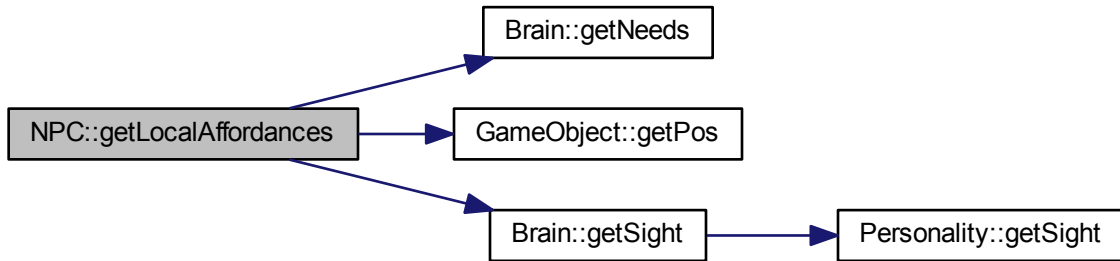 Brain::getNeeds
NPC::getLocalAffordances
GameObject::getPos
Brain::getSight
Personality::getSight